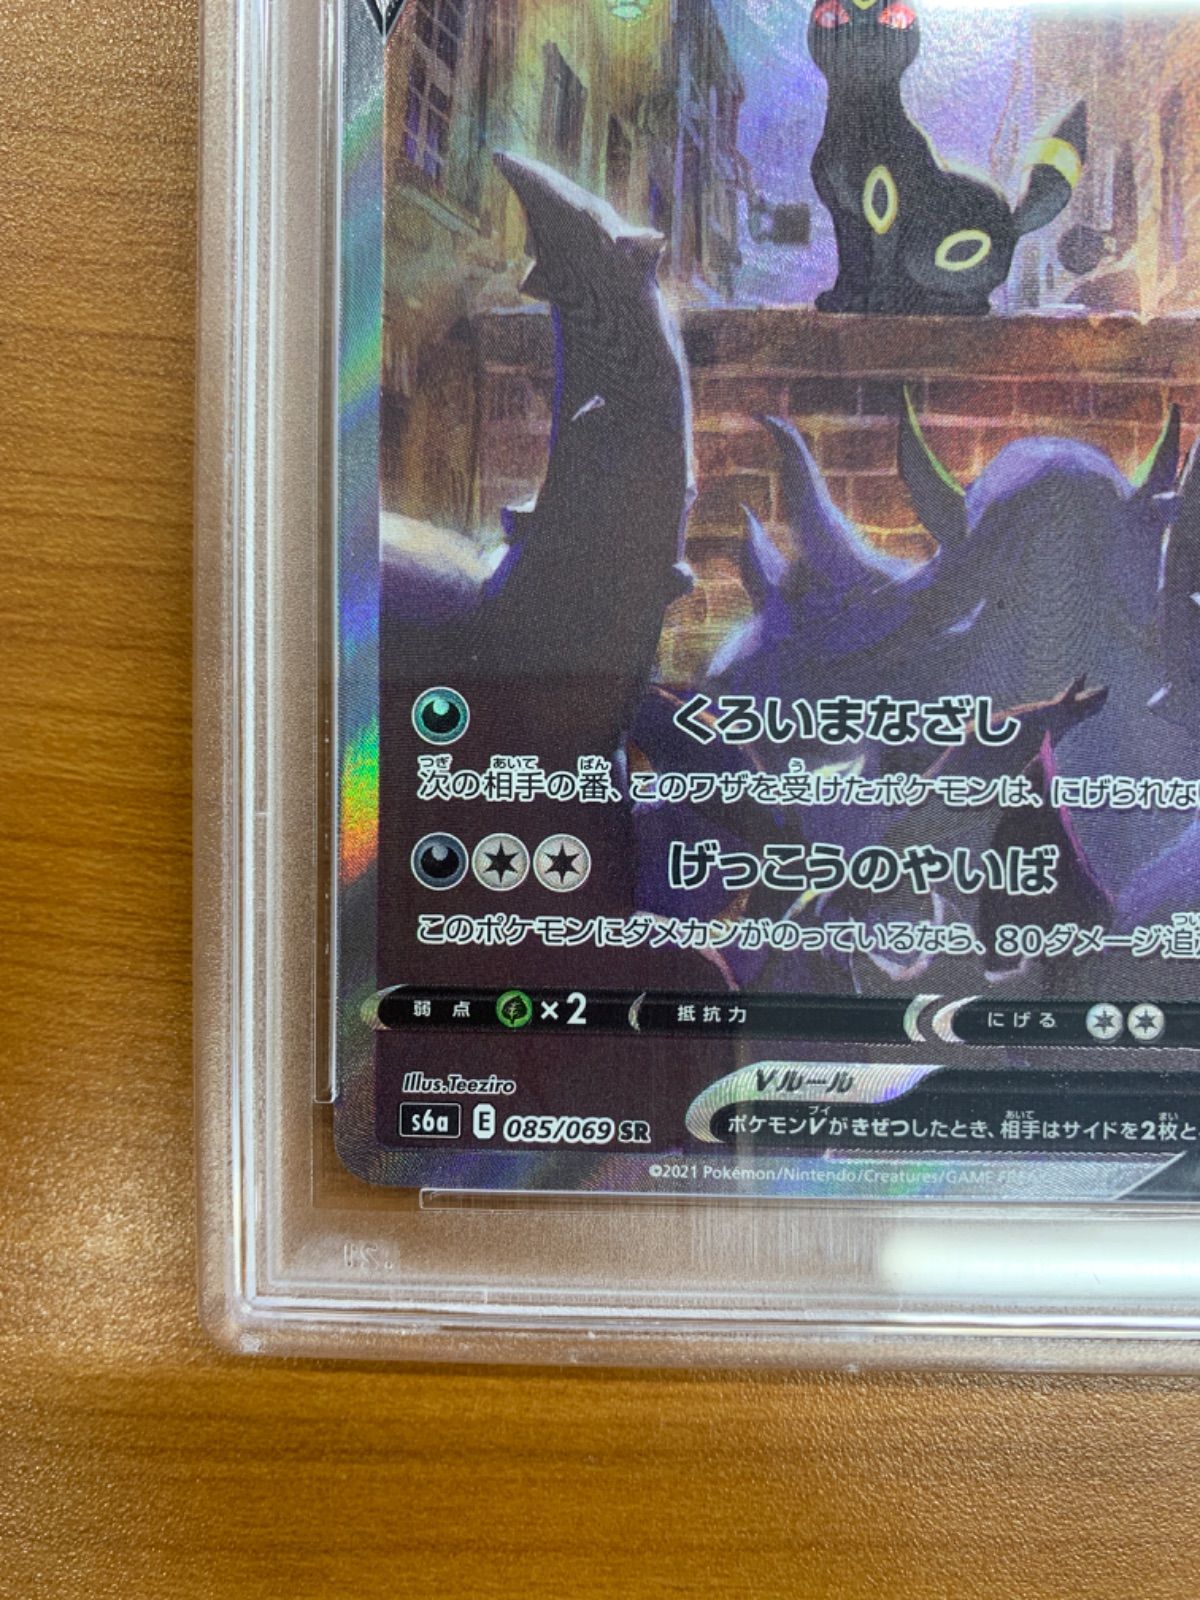 くろいまなざし
次の相手の番、このワザを受けたポケモンは、にげられな
げっこうのやいば
このポケモンにダメカンがのっているなら、80ダメージ追
弱点 ×2 抵抗力 にげる
Illus.Teeziro
Vルール
s6a E 085/069 SR
ポケモンVがきぜつしたとき、相手はサイドを2枚と
©2021 Pokémon/Nintendo/Creatures/GAME FREAK